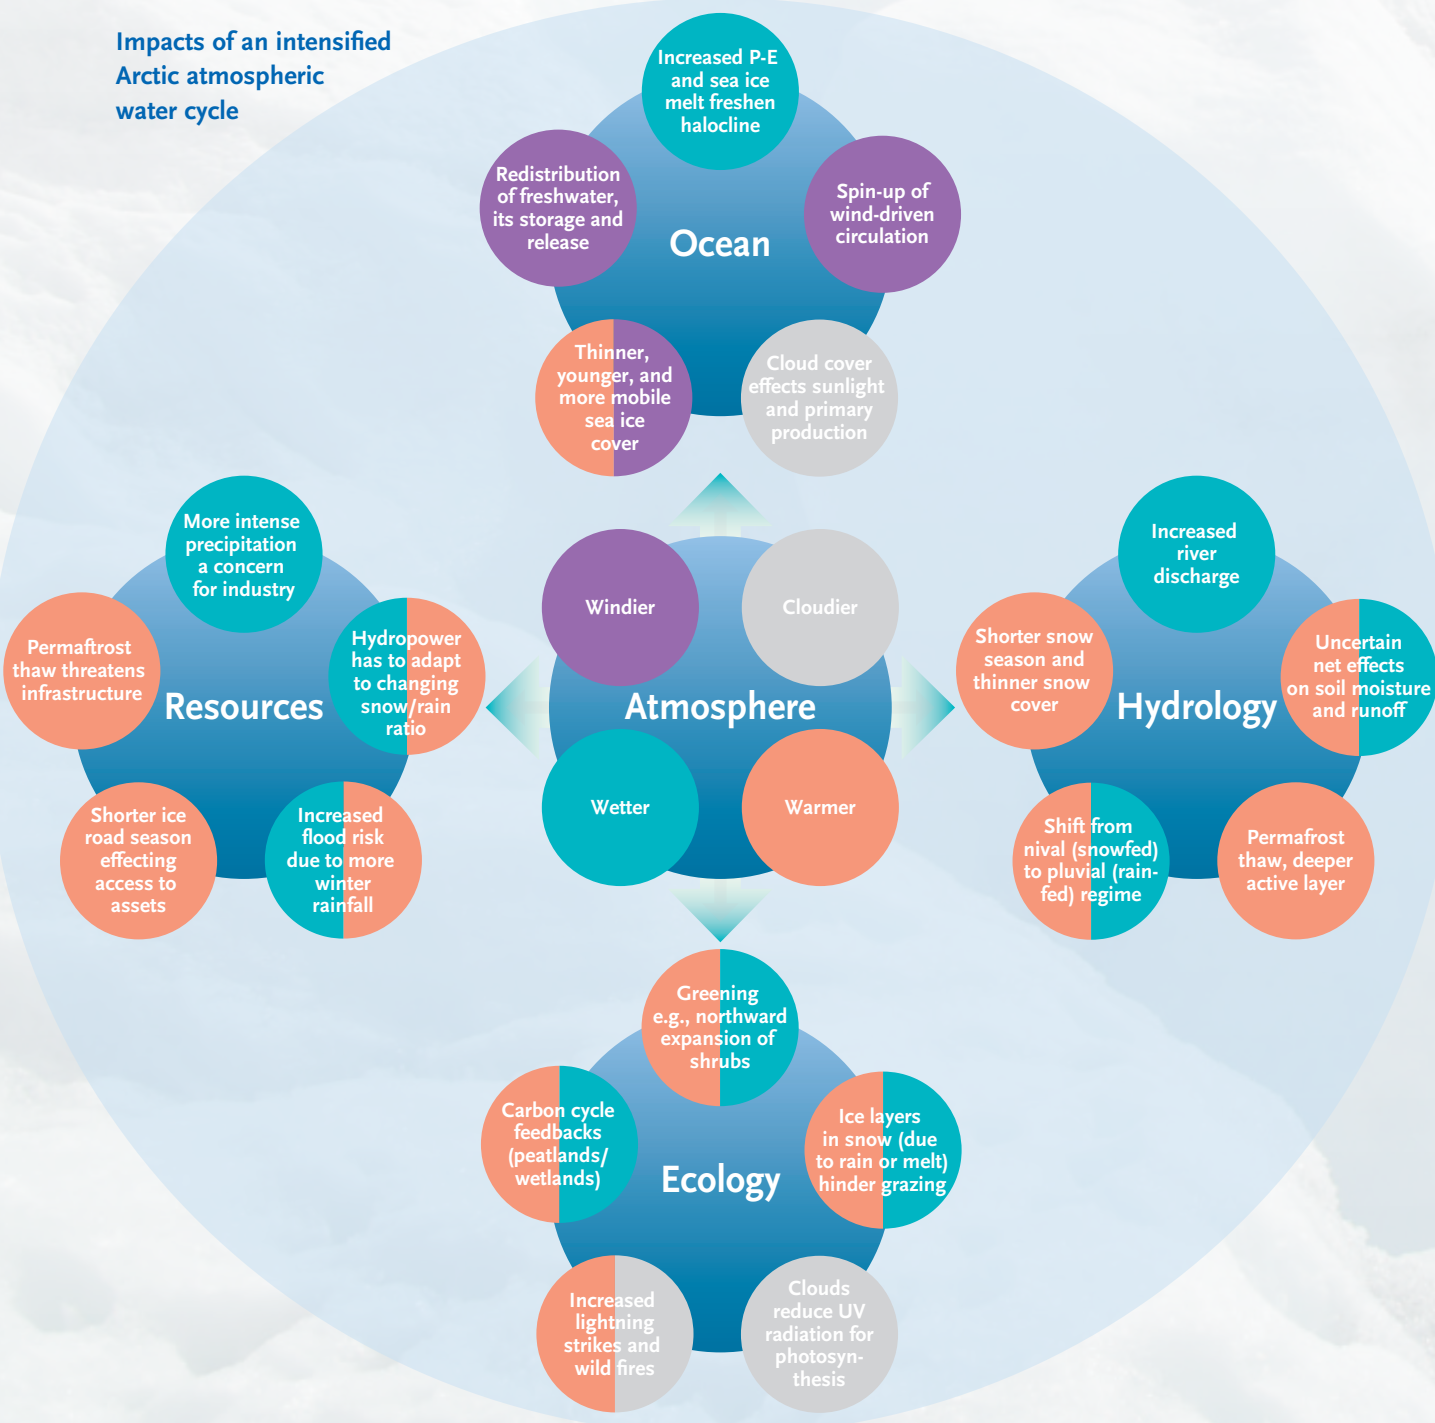 Impacts of an intensified
Arctic atmospheric
water cycle
Increased P-E
and sea ice
melt freshen
halocline
Redistribution
of freshwater,
its storage and
release
Spin-up of
wind-driven
circulation
Ocean
Thinner,
younger, and
more mobile
sea ice
cover
Cloud cover
effects sunlight
and primary
production
More intense
precipitation
a concern
for industry
Permaftrost
thaw threatens
infrastructure
Hydropower
has to adapt
to changing
snow/rain
ratio
Resources
Shorter ice
road season
effecting
access to
assets
Increased
flood risk
due to more
winter
rainfall
Windier
Cloudier
Atmosphere
Wetter
Warmer
Increased
river
discharge
Shorter snow
season and
thinner snow
cover
Uncertain
net effects
on soil moisture
and runoff
Hydrology
Shift from
nival (snowfed)
to pluvial (rain-
fed) regime
Permafrost
thaw, deeper
active layer
Greening
e.g., northward
expansion of
shrubs
Carbon cycle
feedbacks
(peatlands/
wetlands)
Ice layers
in snow (due
to rain or melt)
hinder grazing
Ecology
Increased
lightning
strikes and
wild fires
Clouds
reduce UV
radiation for
photosyn-
thesis